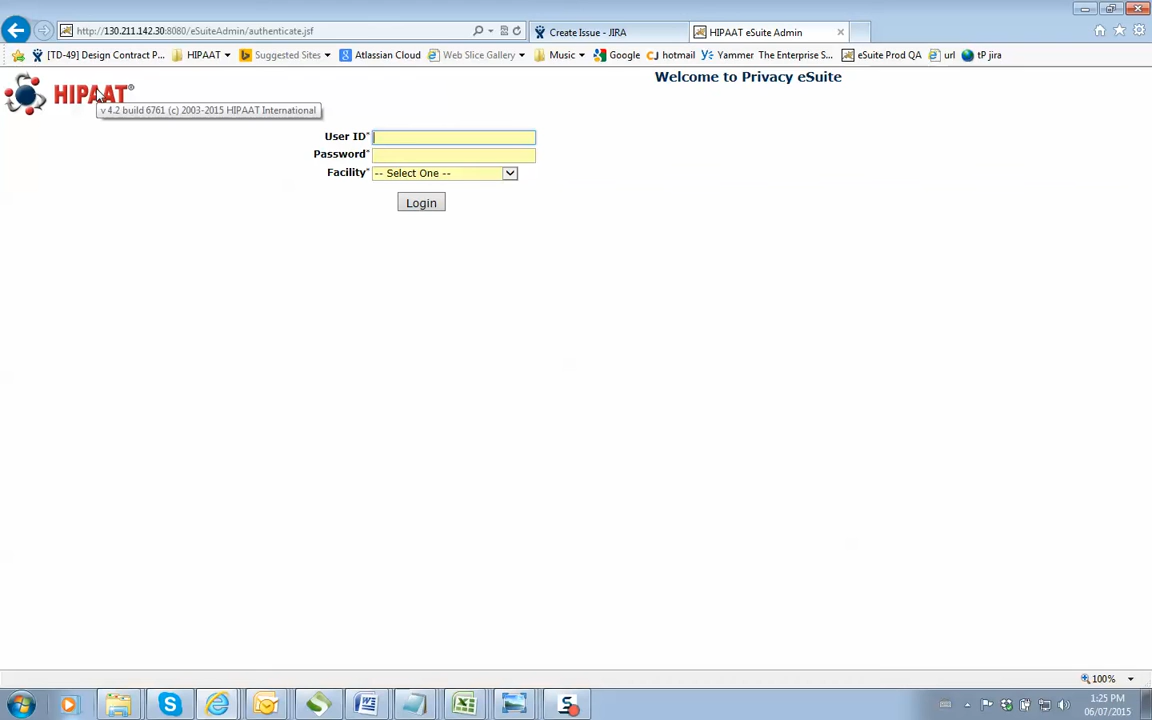 http://130.211.142.30:8080/eSuiteAdmin/authenticate.jsf
Create Issue - JIRA
HIPAAT eSuite Admin
[TD-49] Design Contract P...
HIPAAT
Suggested Sites
Atlassian Cloud
Web Slice Gallery
Music
Google
hotmail
Yammer The Enterprise S...
eSuite Prod QA
url
tP jira
HIPAAT®
Welcome to Privacy eSuite
v 4.2 build 6761 (c) 2003-2015 HIPAAT International
User ID*
Password*
Facility* -- Select One --
Login
100%
1:25 PM
06/07/2015